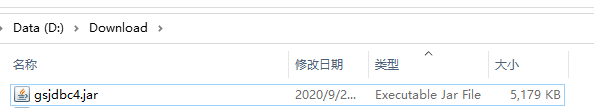 Data (D:) > Download >
名称 修改日期 类型 大小
gsjdbc4.jar 2020/9/2... Executable Jar File 5,179 KB